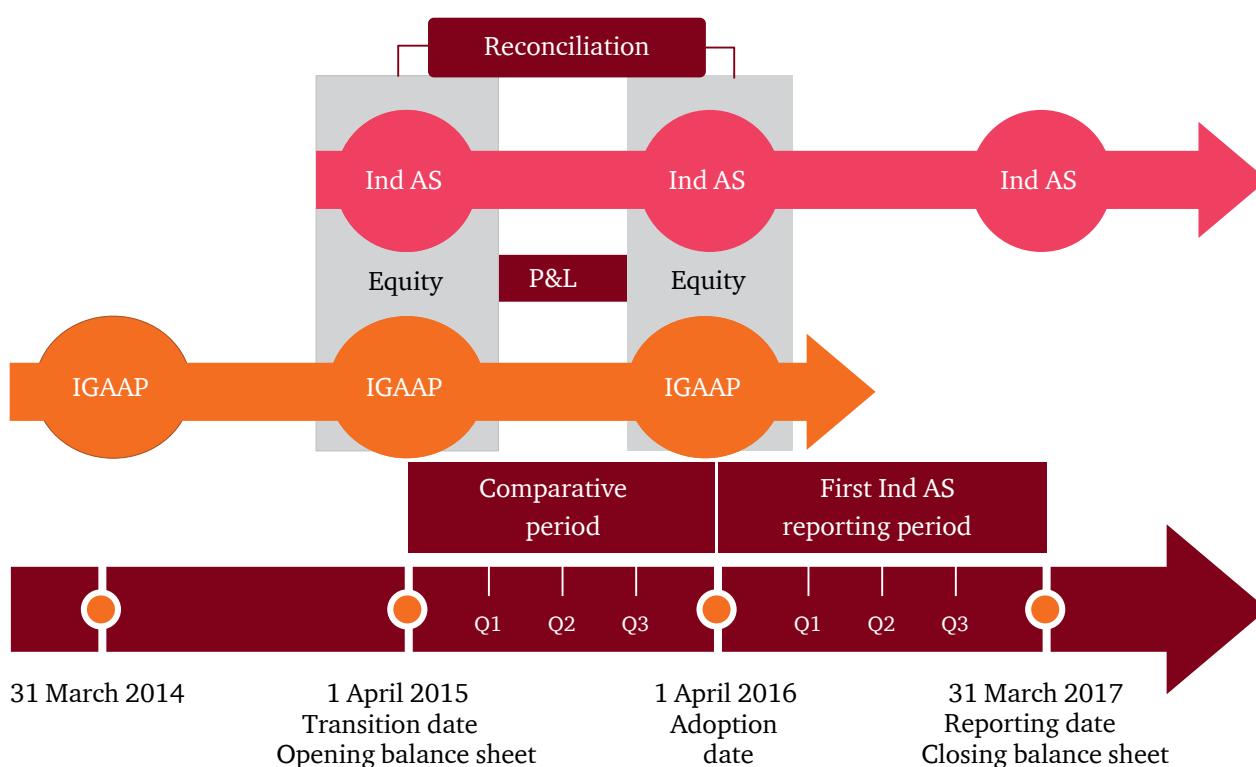 Reconciliation
Ind AS
Ind AS
Ind AS
Equity
P&L
Equity
IGAAP
IGAAP
IGAAP
Comparative
period
First Ind AS
reporting period
Q1
Q2
Q3
Q1
Q2
Q3
31 March 2014
1 April 2015
Transition date
Opening balance sheet
1 April 2016
Adoption
date
31 March 2017
Reporting date
Closing balance sheet